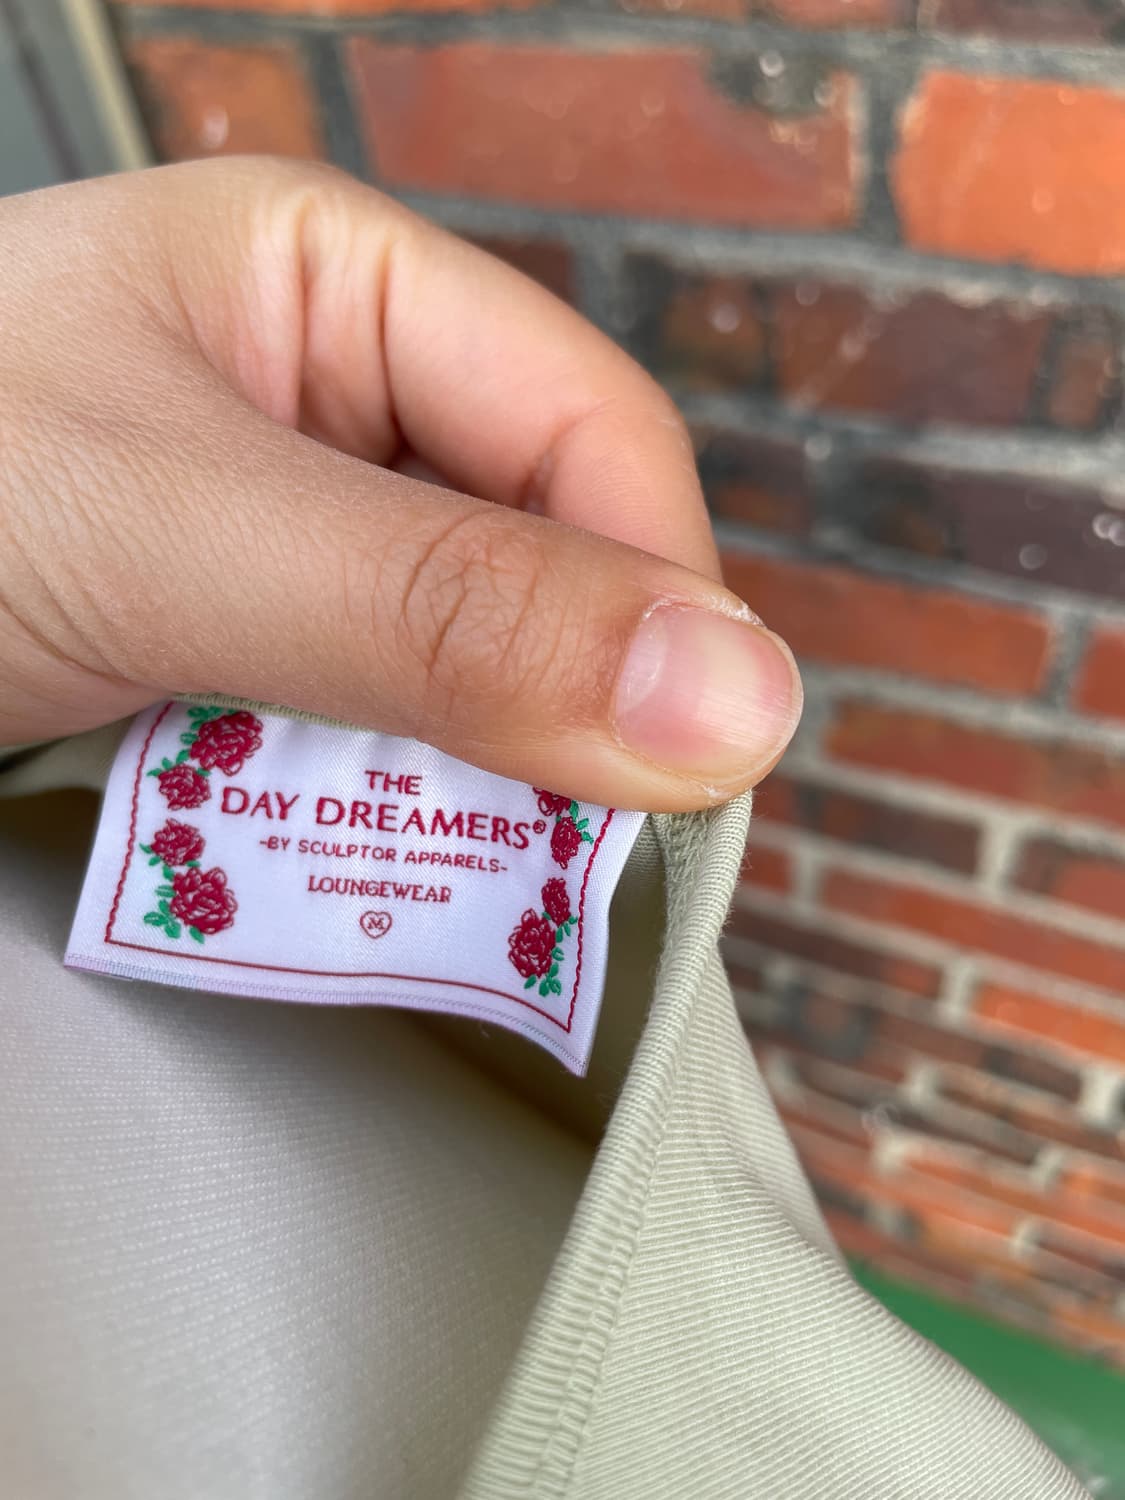 THE
DAY DREAMERS®
-BY SCULPTOR APPARELS-
LOUNGEWEAR
M